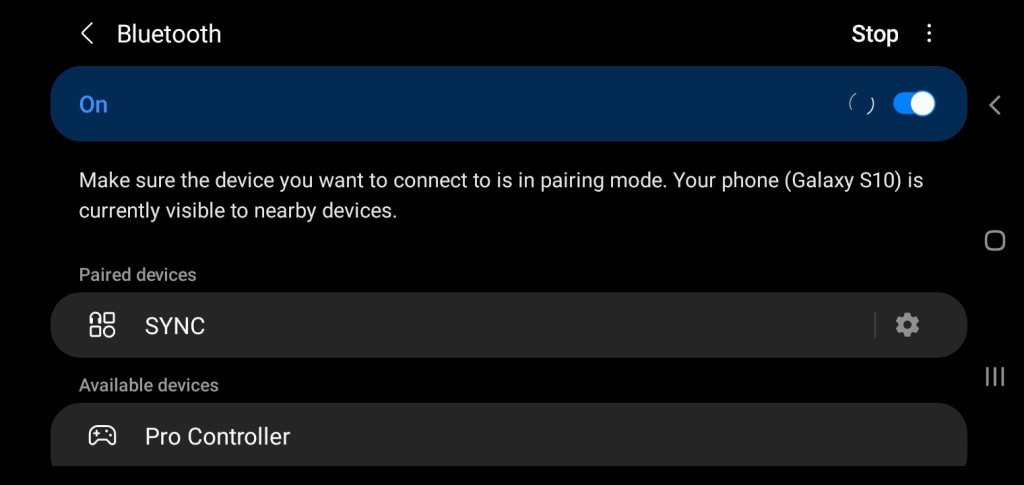 Bluetooth
Stop
On
Make sure the device you want to connect to is in pairing mode. Your phone (Galaxy S10) is
currently visible to nearby devices.
Paired devices
SYNC
Available devices
Pro Controller